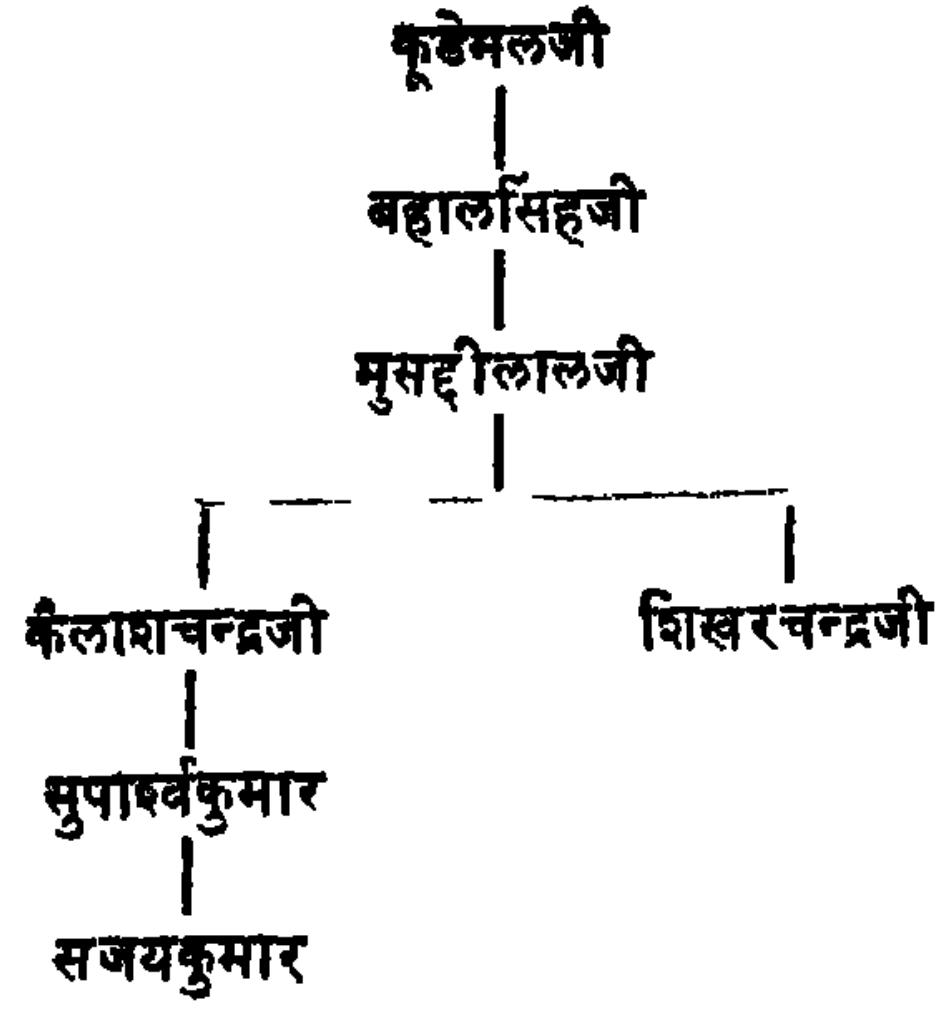 कूडेमलजी
बहालसिंहजी
मुसद्दीलालजी
कैलाशचन्द्रजी
शिखरचन्द्रजी
सुपार्श्वकुमार
सजयकुमार